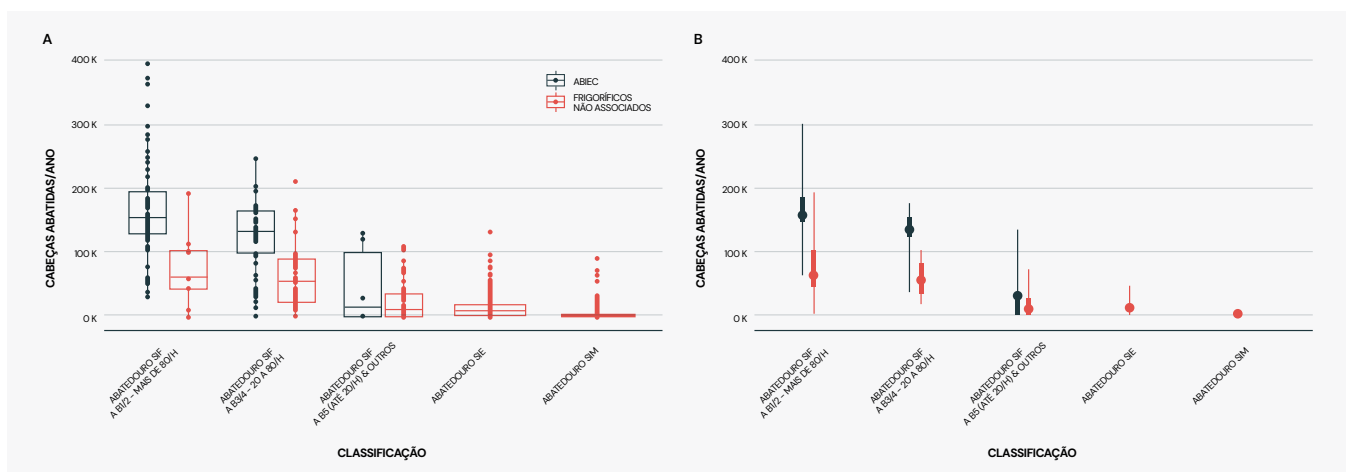 A
400 K
300 K
200 K
100 K
0 K
CABEÇAS ABATIDAS/ANO
ABIEC
FRIGORÍFICOS
NÃO ASSOCIADOS
ABATEDOURO SIF
A B1/2 - MAIS DE 80/H
ABATEDOURO SIF
A B3/4 - 20 A 80/H
ABATEDOURO SIF
A B5 (ATÉ 20/H) & OUTROS
ABATEDOURO SIE
ABATEDOURO SIM
CLASSIFICAÇÃO
B
400 K
300 K
200 K
100 K
0 K
CABEÇAS ABATIDAS/ANO
ABATEDOURO SIF
A B1/2 - MAIS DE 80/H
ABATEDOURO SIF
A B3/4 - 20 A 80/H
ABATEDOURO SIF
A B5 (ATÉ 20/H) & OUTROS
ABATEDOURO SIE
ABATEDOURO SIM
CLASSIFICAÇÃO